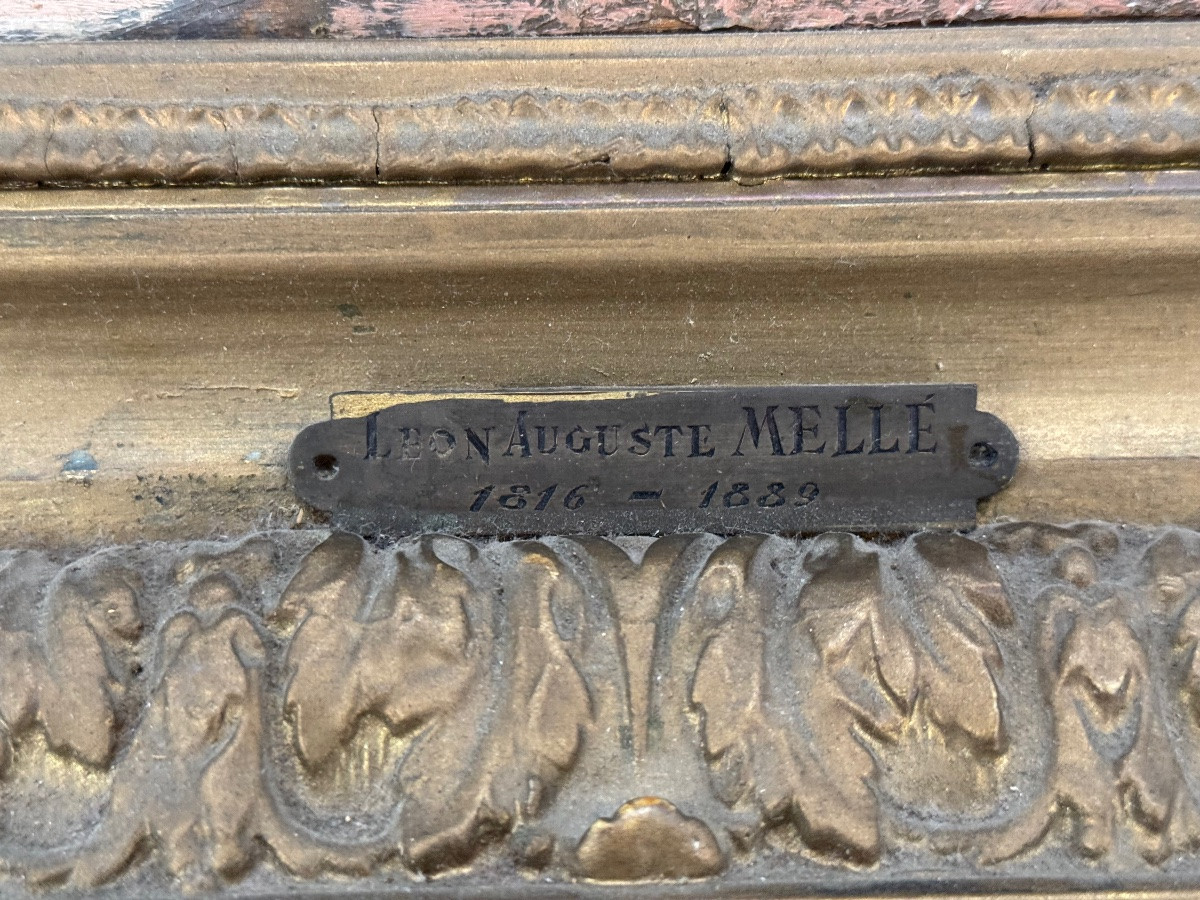 LEON AUGUSTE MELLÉ
1816 - 1889